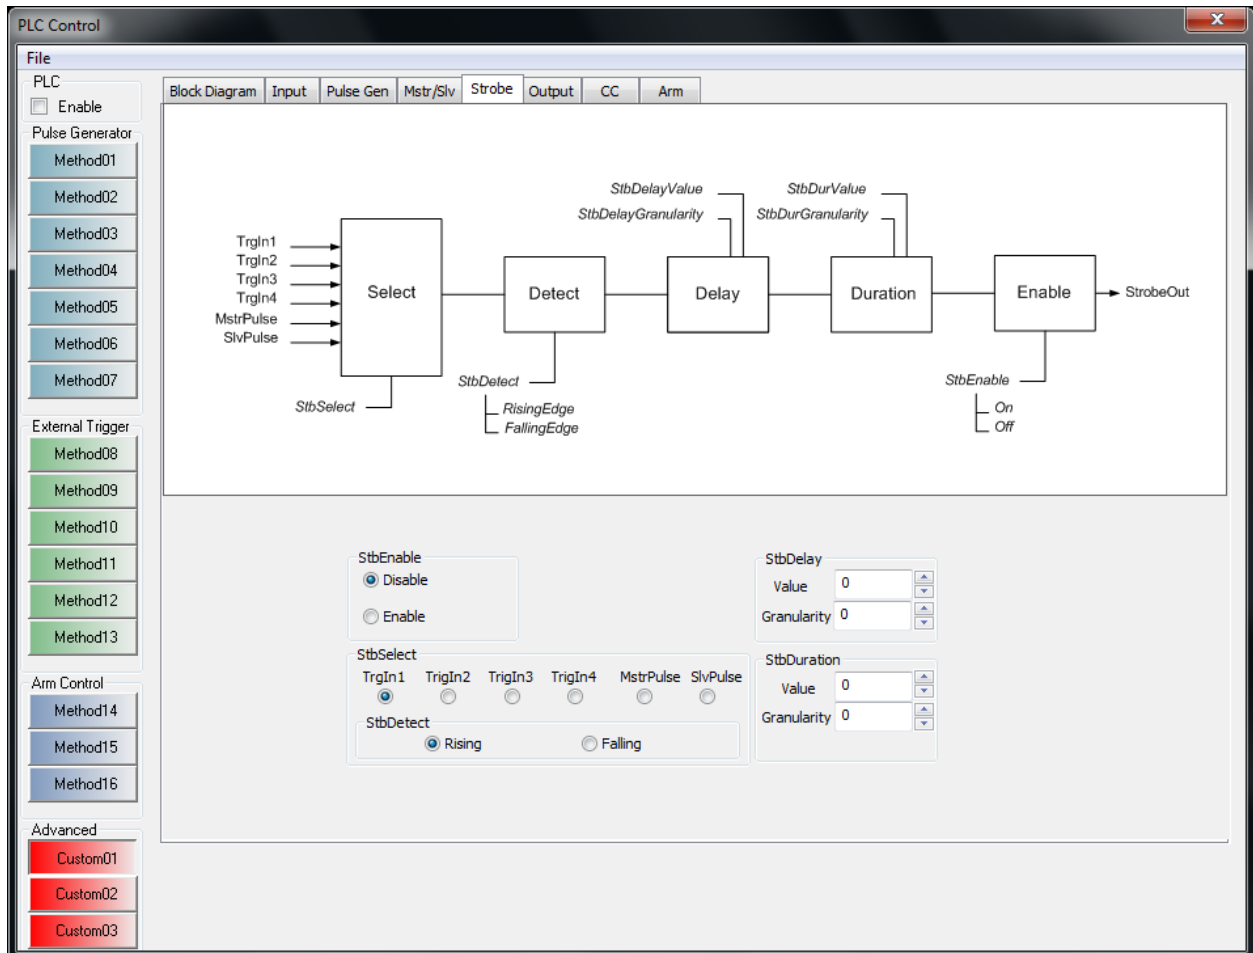 PLC Control
File
PLC
Enable
Pulse Generator
Method01
Method02
Method03
Method04
Method05
Method06
Method07
External Trigger
Method08
Method09
Method10
Method11
Method12
Method13
Arm Control
Method14
Method15
Method16
Advanced
Custom01
Custom02
Custom03
Block Diagram Input Pulse Gen Mstr/Slv Strobe Output CC Arm
StbDelayValue StbDurValue
StbDelayGranularity StbDurGranularity
TrgIn1
TrgIn2
TrgIn3
TrgIn4
MstrPulse
SlvPulse
Select Detect Delay Duration Enable StrobeOut
StbSelect
StbDetect
RisingEdge
FallingEdge
StbEnable
On
Off
StbEnable
Disable
Enable
StbSelect
TrgIn1 TrigIn2 TrigIn3 TrigIn4 MstrPulse SlvPulse
StbDetect
Rising Falling
StbDelay
Value 0
Granularity 0
StbDuration
Value 0
Granularity 0